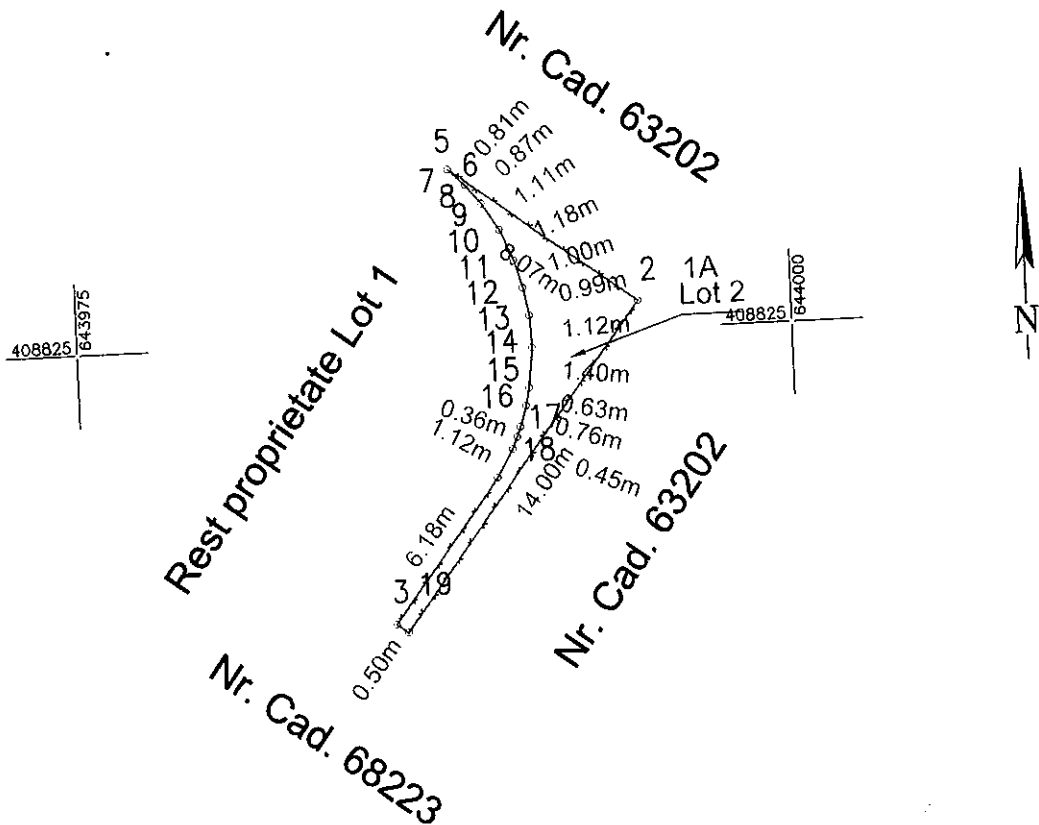 Nr. Cad. 63202
5
6
0.81m
7
0.87m
8
9
1.11m
10
1.18m
8.07m
1.00m
11
0.99m
2
1A
Lot 2
12
408825
644000
13
1.12m
N
408825
643975
14
15
1.40m
16
0.36m
17
0.63m
1.12m
18
0.76m
0.45m
14.00m
Rest proprietate Lot 1
6.18m
3
19
Nr. Cad. 63202
0.50m
Nr. Cad. 68223